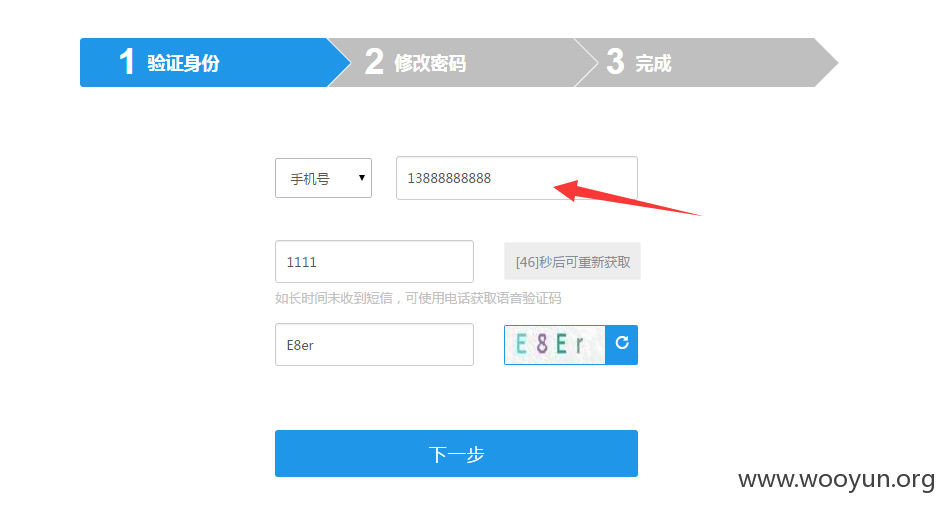 1 验证身份 2 修改密码 3 完成
手机号 13888888888
1111 [46]秒后可重新获取
如长时间未收到短信，可使用电话获取语音验证码
E8er E8Er
下一步
www.wooyun.org